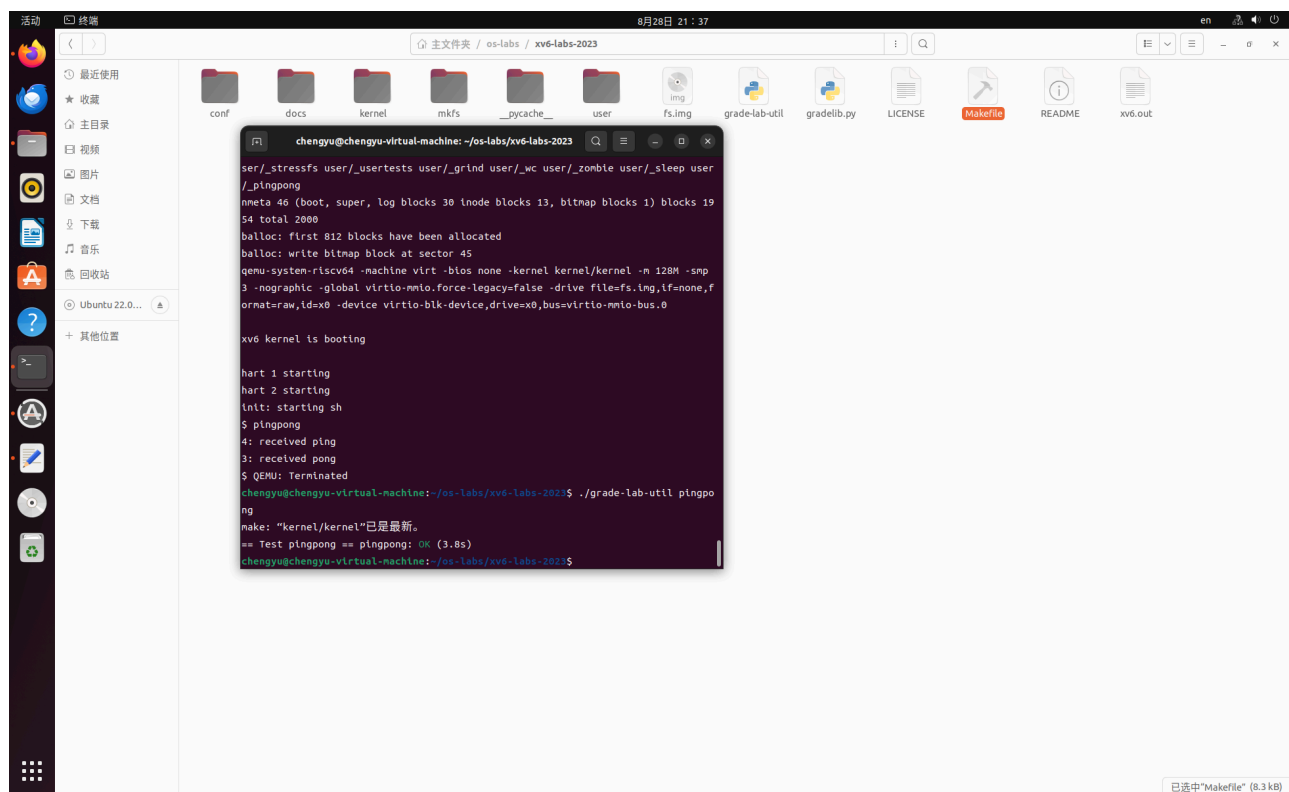 活动 终端 8月28日 21：37 en
主文件夹 / os-labs / xv6-labs-2023
最近使用
收藏
主目录
视频
图片
文档
下载
音乐
回收站
Ubuntu 22.0...
+ 其他位置
conf docs kernel mkfs __pycache__ user fs.img grade-lab-util gradelib.py LICENSE Makefile README xv6.out
img
chengyu@chengyu-virtual-machine: ~/os-labs/xv6-labs-2023
ser/_stressfs user/_usertests user/_grind user/_wc user/_zombie user/_sleep user
/_pingpong
nmeta 46 (boot, super, log blocks 30 inode blocks 13, bitmap blocks 1) blocks 19
54 total 2000
balloc: first 812 blocks have been allocated
balloc: write bitmap block at sector 45
qemu-system-riscv64 -machine virt -bios none -kernel kernel/kernel -m 128M -smp
3 -nographic -global virtio-mmio.force-legacy=false -drive file=fs.img,if=none,f
ormat=raw,id=x0 -device virtio-blk-device,drive=x0,bus=virtio-mmio-bus.0
xv6 kernel is booting
hart 1 starting
hart 2 starting
init: starting sh
$ pingpong
4: received ping
3: received pong
$ QEMU: Terminated
chengyu@chengyu-virtual-machine:~/os-labs/xv6-labs-2023$ ./grade-lab-util pingpo
ng
make: “kernel/kernel”已是最新。
== Test pingpong == pingpong: OK (3.8s)
chengyu@chengyu-virtual-machine:~/os-labs/xv6-labs-2023$
已选中"Makefile" (8.3 kB)